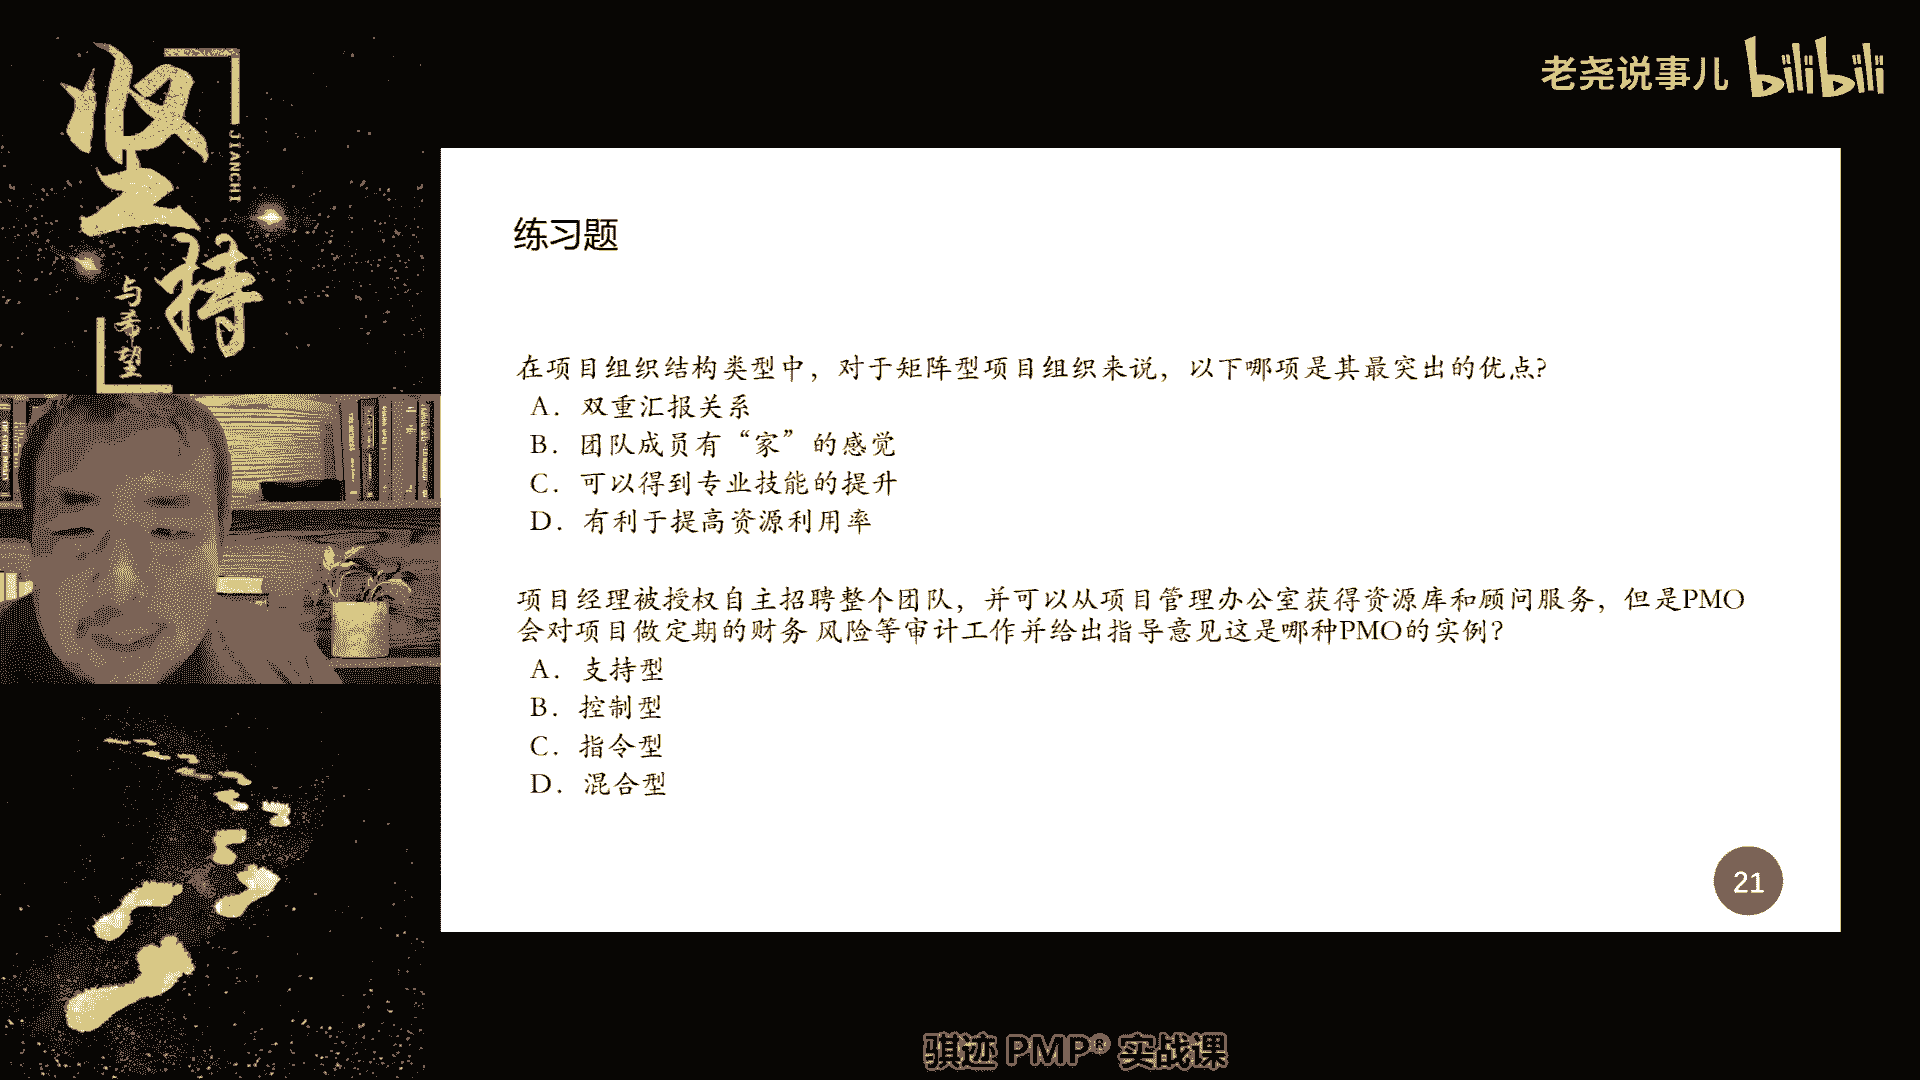 坚持
JIANCHI
与希望
老尧说事儿 bilibili
练习题
在项目组织结构类型中，对于矩阵型项目组织来说，以下哪项是其最突出的优点?
A. 双重汇报关系
B. 团队成员有“家”的感觉
C. 可以得到专业技能的提升
D. 有利于提高资源利用率
项目经理被授权自主招聘整个团队，并可以从项目管理办公室获得资源库和顾问服务，但是PMO
会对项目做定期的财务 风险等审计工作并给出指导意见这是哪种PMO的实例?
A. 支持型
B. 控制型
C. 指令型
D. 混合型
21
骐迹 PMP® 实战课